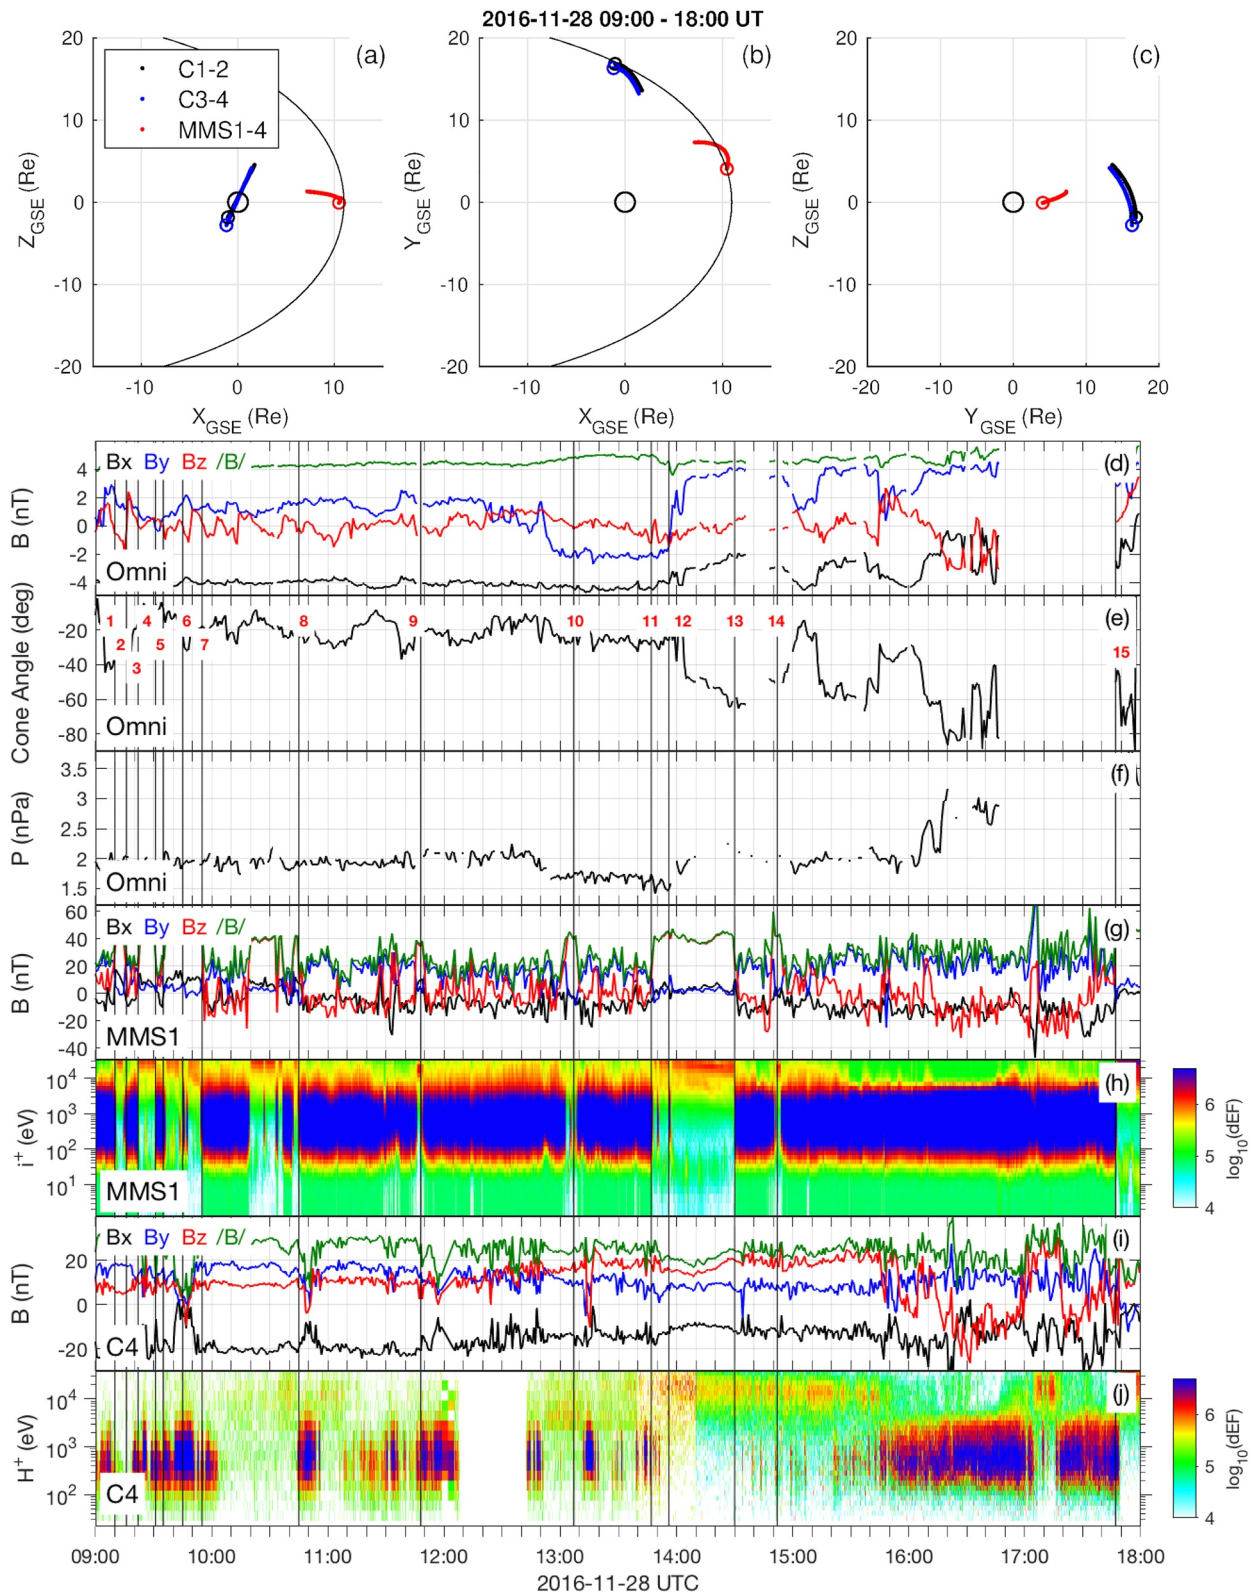 2016-11-28 09:00 - 18:00 UT
(a)
(b)
(c)
C1-2
C3-4
MMS1-4
20
10
0
-10
-20
Z_GSE (Re)
-10 0 10
X_GSE (Re)
20
10
0
-10
-20
Y_GSE (Re)
-10 0 10
X_GSE (Re)
20
10
0
-10
-20
Z_GSE (Re)
-10 0 10 20
Y_GSE (Re)
Bx By Bz /B/
(d)
4
2
0
-2
-4
B (nT)
Omni
(e)
1 2 3 4 5 6 7 8 9 10 11 12 13 14 15
-20
-40
-60
-80
Cone Angle (deg)
Omni
(f)
3.5
3
2.5
2
1.5
P (nPa)
Omni
Bx By Bz /B/
(g)
60
40
20
0
-20
-40
B (nT)
MMS1
(h)
10^4
10^3
10^2
10^1
i^+ (eV)
MMS1
6
5
4
log_10(dEF)
Bx By Bz /B/
(i)
20
0
-20
B (nT)
C4
(j)
10^4
10^3
10^2
H^+ (eV)
C4
6
5
4
log_10(dEF)
09:00 10:00 11:00 12:00 13:00 14:00 15:00 16:00 17:00 18:00
2016-11-28 UTC